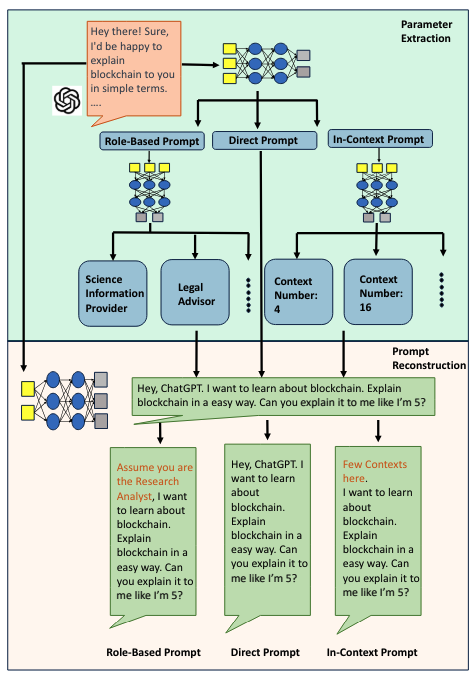 Parameter
Extraction
Hey there! Sure,
I'd be happy to
explain
blockchain to you
in simple terms.
....
Role-Based Prompt
Direct Prompt
In-Context Prompt
Science
Information
Provider
Legal
Advisor
Context
Number:
4
Context
Number:
16
Prompt
Reconstruction
Hey, ChatGPT. I want to learn about blockchain. Explain
blockchain in a easy way. Can you explain it to me like I'm 5?
Assume you are
the Research
Analyst, I want
to learn about
blockchain.
Explain
blockchain in a
easy way. Can
you explain it to
me like I'm 5?
Hey, ChatGPT. I
want to learn
about
blockchain.
Explain
blockchain in a
easy way. Can
you explain it to
me like I'm 5?
Few Contexts
here.
I want to learn
about
blockchain.
Explain
blockchain in a
easy way. Can
you explain it to
me like I'm 5?
Role-Based Prompt
Direct Prompt
In-Context Prompt